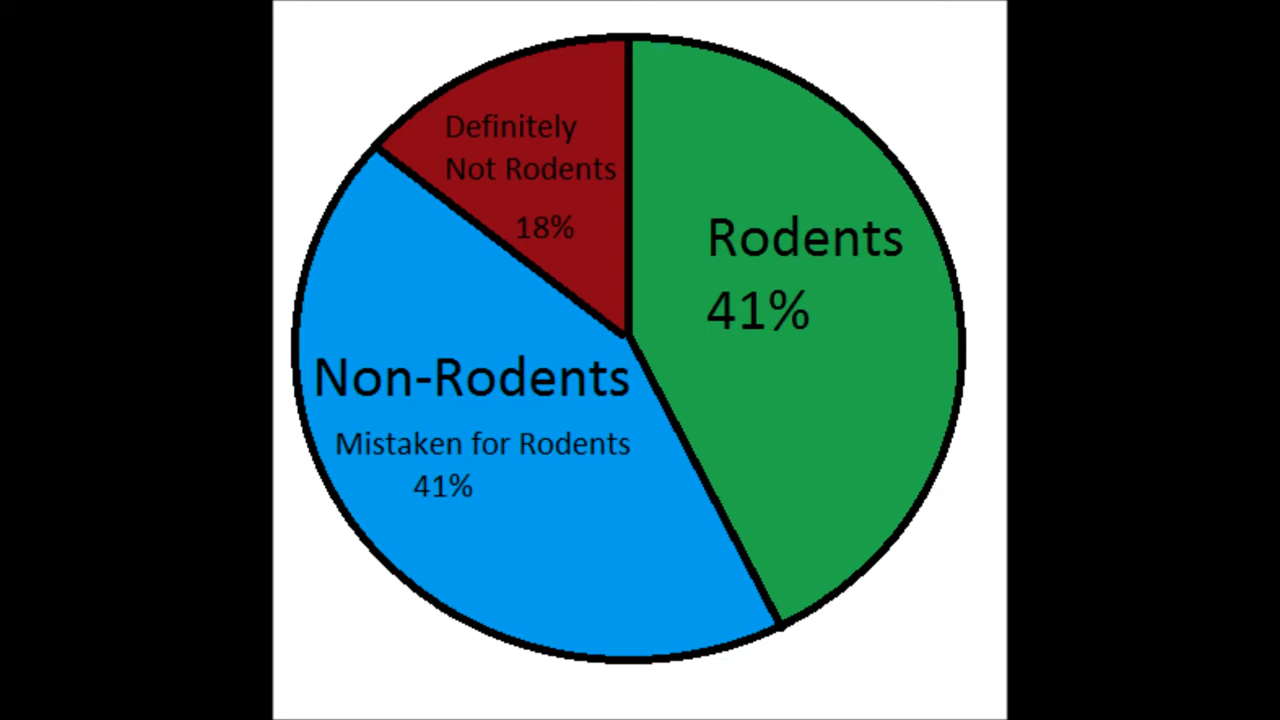 Definitely
Not Rodents
18%
Rodents
41%
Non-Rodents
Mistaken for Rodents
41%